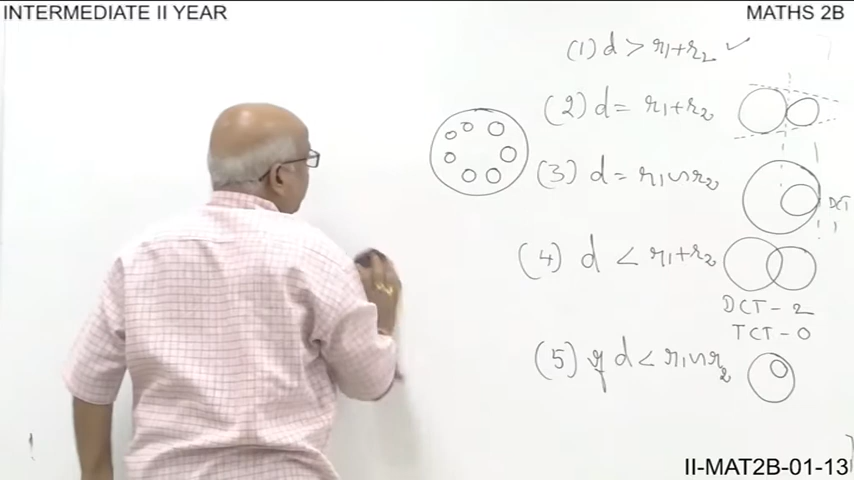 INTERMEDIATE II YEAR
MATHS 2B
(1) d > r1+r2 ✓
(2) d = r1+r2
(3) d = r1∽r2
DCT
(4) d < r1+r2
DCT - 2
TCT - 0
(5) if d < r1∽r2
II-MAT2B-01-13